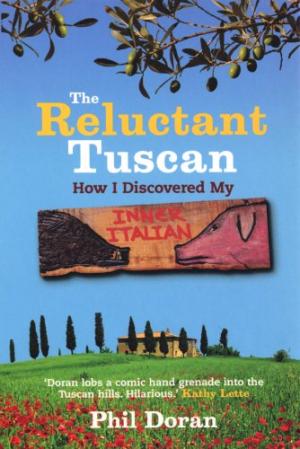 The
Reluctant
Tuscan
How I Discovered My
INNER
ITALIAN
'Doran lobs a comic hand grenade into the
Tuscan hills. Hilarious.' Kathy Lette
Phil Doran